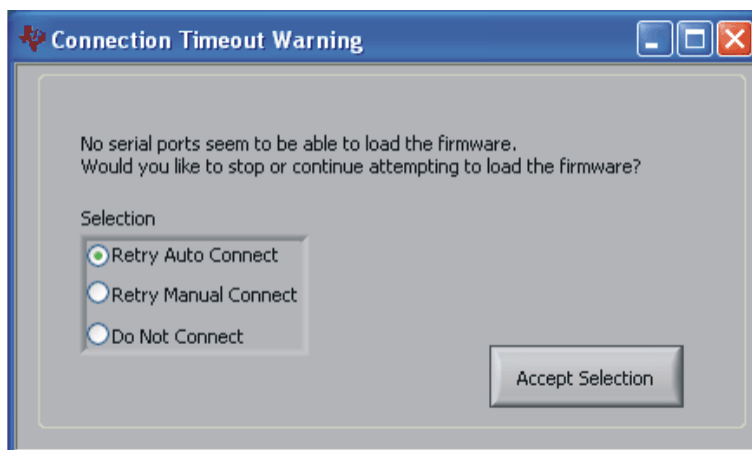 Connection Timeout Warning
No serial ports seem to be able to load the firmware.
Would you like to stop or continue attempting to load the firmware?
Selection
Retry Auto Connect
Retry Manual Connect
Do Not Connect
Accept Selection